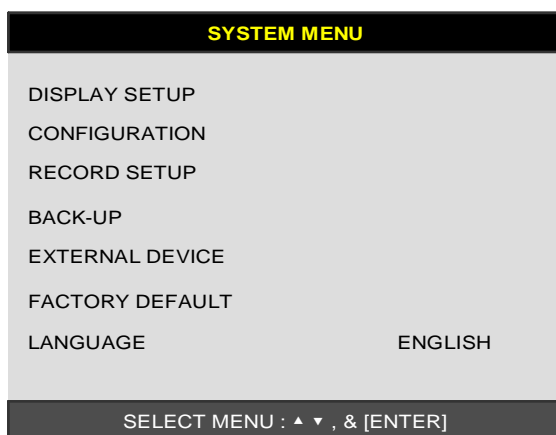 SYSTEM MENU
DISPLAY SETUP
CONFIGURATION
RECORD SETUP
BACK-UP
EXTERNAL DEVICE
FACTORY DEFAULT
LANGUAGE ENGLISH
SELECT MENU : ▲ ▼ , & [ENTER]